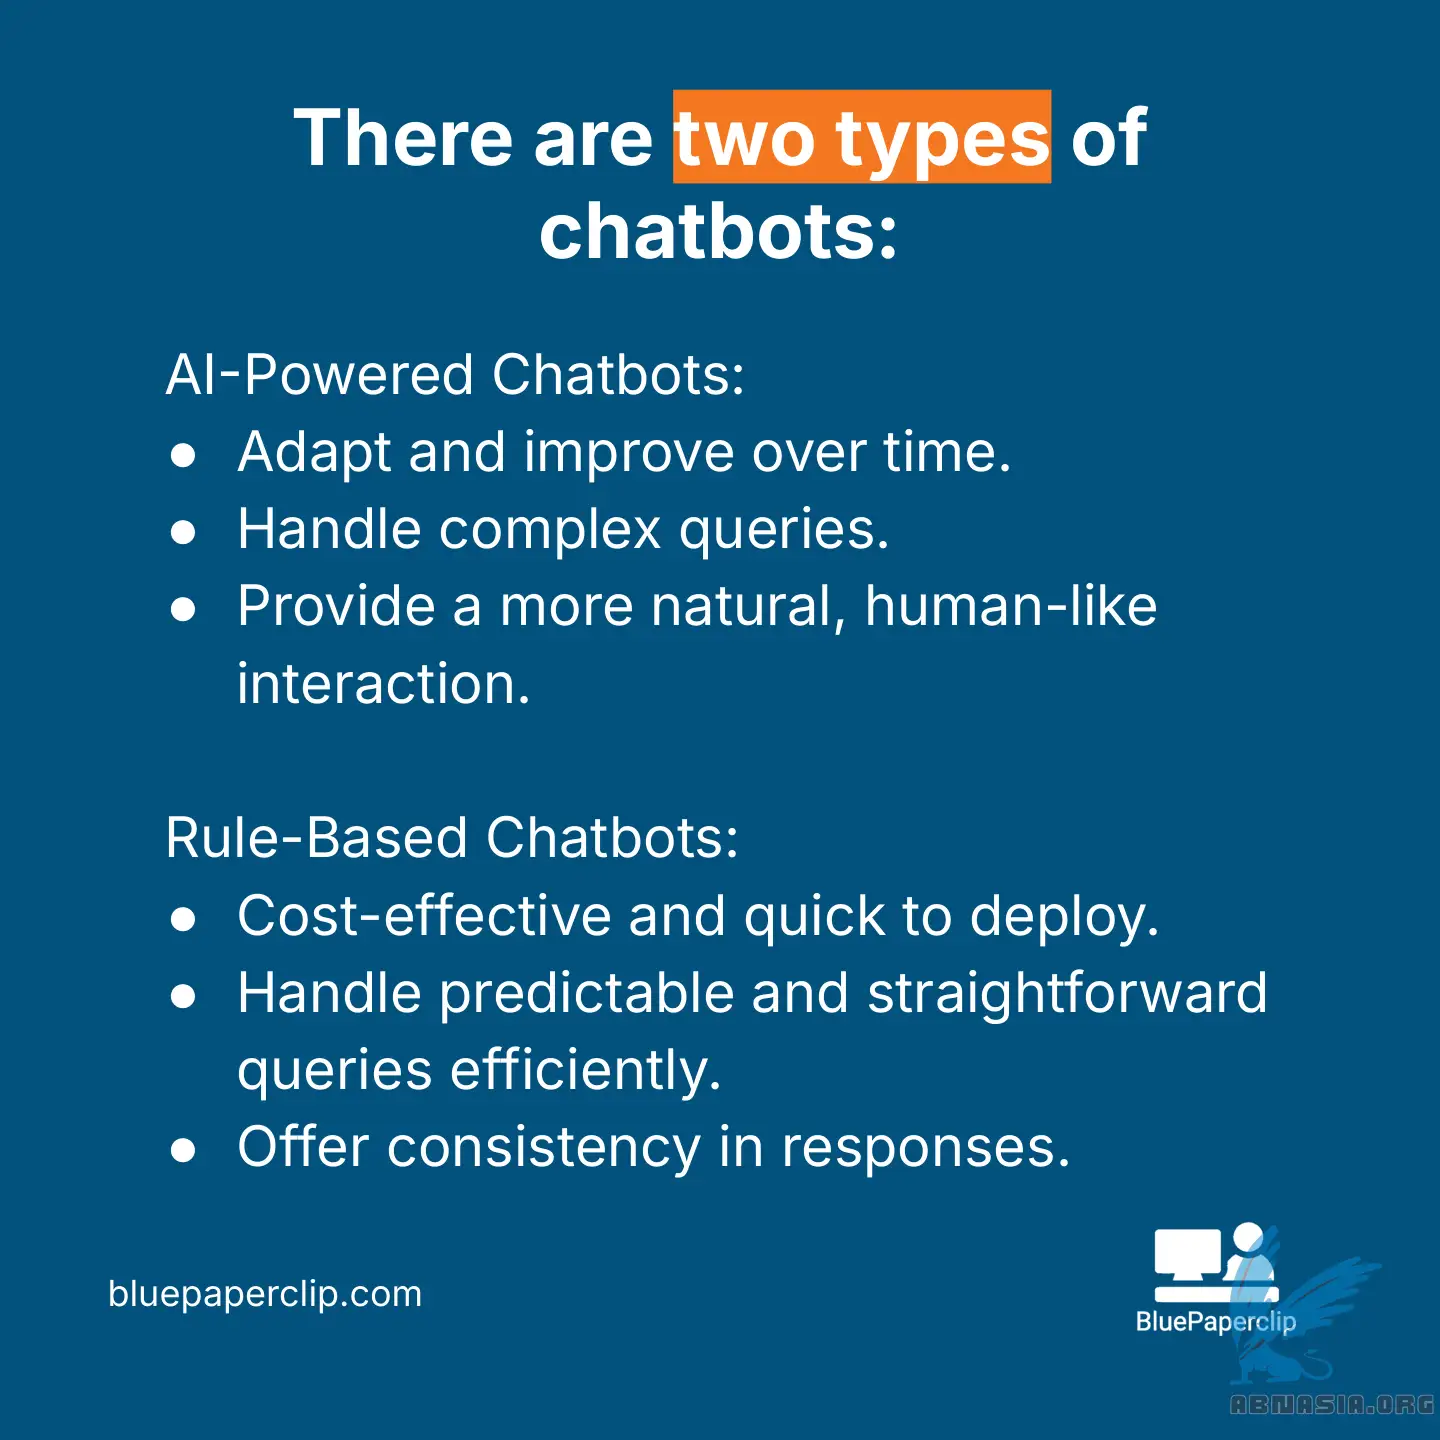 There are two types of
chatbots:
AI-Powered Chatbots:
● Adapt and improve over time.
● Handle complex queries.
● Provide a more natural, human-like
interaction.
Rule-Based Chatbots:
● Cost-effective and quick to deploy.
● Handle predictable and straightforward
queries efficiently.
● Offer consistency in responses.
bluepaperclip.com
BluePaperclip
ABNASIA.ORG